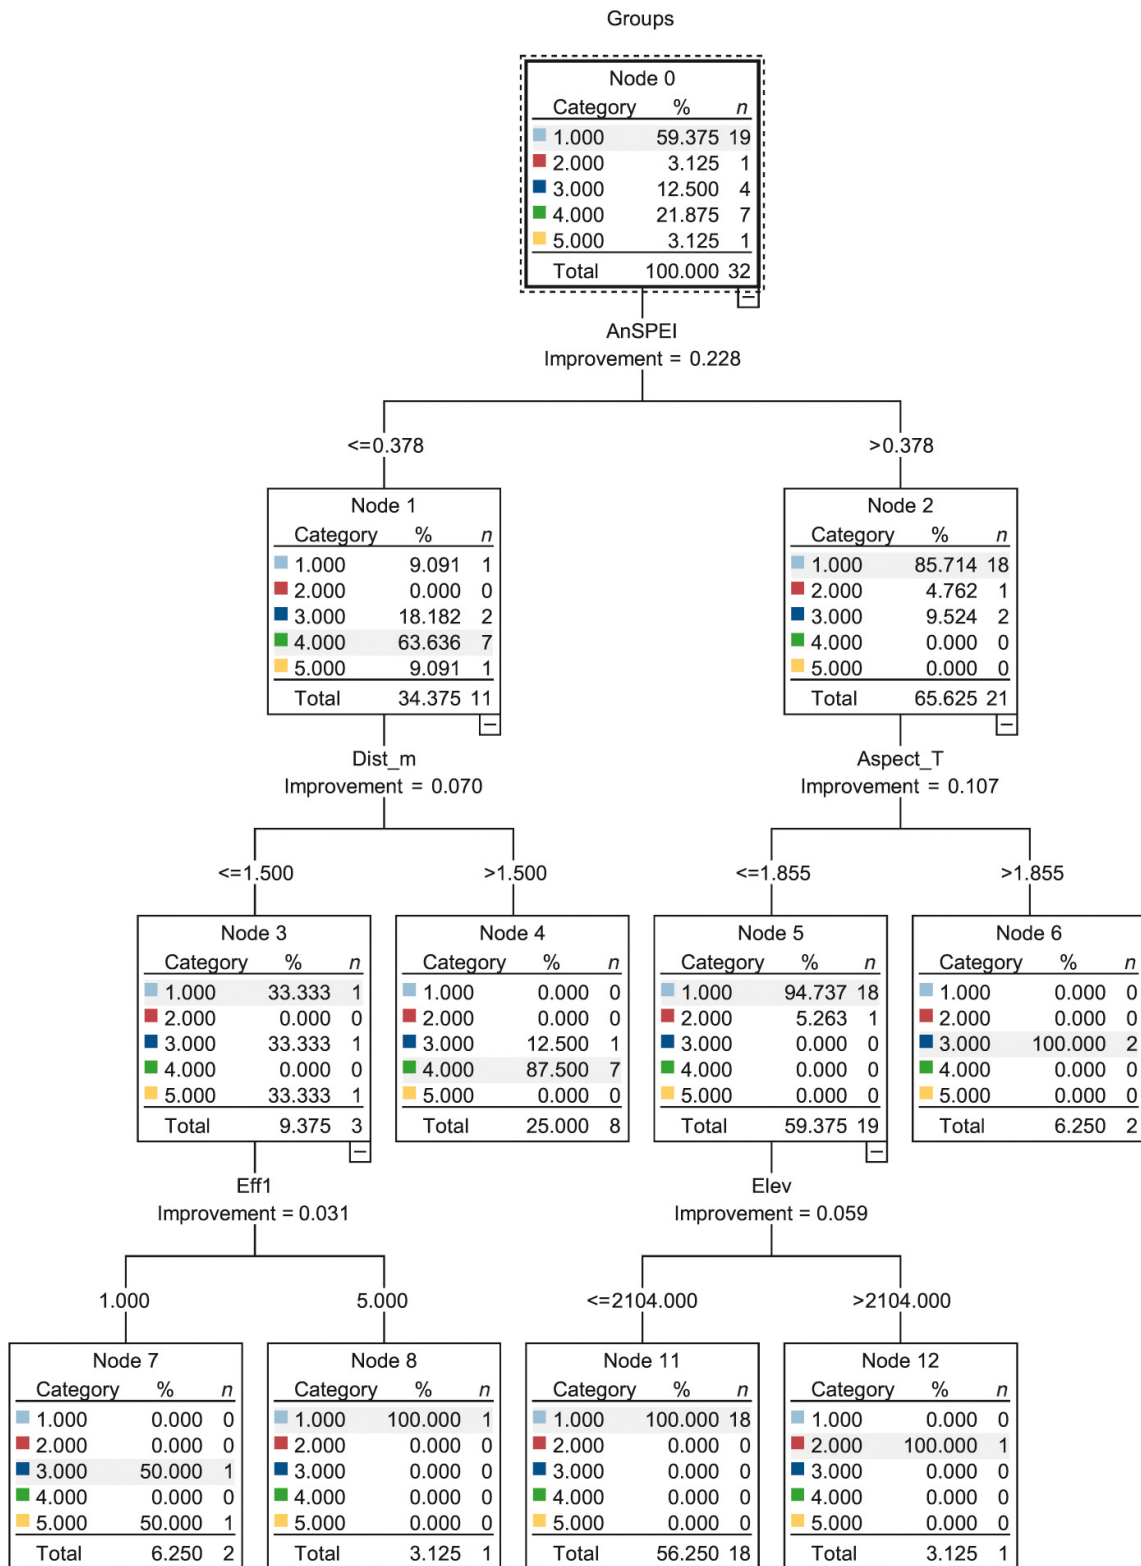 Groups
Node 0
Category % n
1.000 59.375 19
2.000 3.125 1
3.000 12.500 4
4.000 21.875 7
5.000 3.125 1
Total 100.000 32
AnSPEI
Improvement = 0.228
<=0.378
>0.378
Node 1
Category % n
1.000 9.091 1
2.000 0.000 0
3.000 18.182 2
4.000 63.636 7
5.000 9.091 1
Total 34.375 11
Node 2
Category % n
1.000 85.714 18
2.000 4.762 1
3.000 9.524 2
4.000 0.000 0
5.000 0.000 0
Total 65.625 21
Dist_m
Improvement = 0.070
Aspect_T
Improvement = 0.107
<=1.500
>1.500
<=1.855
>1.855
Node 3
Category % n
1.000 33.333 1
2.000 0.000 0
3.000 33.333 1
4.000 0.000 0
5.000 33.333 1
Total 9.375 3
Node 4
Category % n
1.000 0.000 0
2.000 0.000 0
3.000 12.500 1
4.000 87.500 7
5.000 0.000 0
Total 25.000 8
Node 5
Category % n
1.000 94.737 18
2.000 5.263 1
3.000 0.000 0
4.000 0.000 0
5.000 0.000 0
Total 59.375 19
Node 6
Category % n
1.000 0.000 0
2.000 0.000 0
3.000 100.000 2
4.000 0.000 0
5.000 0.000 0
Total 6.250 2
Eff1
Improvement = 0.031
Elev
Improvement = 0.059
1.000
5.000
<=2104.000
>2104.000
Node 7
Category % n
1.000 0.000 0
2.000 0.000 0
3.000 50.000 1
4.000 0.000 0
5.000 50.000 1
Total 6.250 2
Node 8
Category % n
1.000 100.000 1
2.000 0.000 0
3.000 0.000 0
4.000 0.000 0
5.000 0.000 0
Total 3.125 1
Node 11
Category % n
1.000 100.000 18
2.000 0.000 0
3.000 0.000 0
4.000 0.000 0
5.000 0.000 0
Total 56.250 18
Node 12
Category % n
1.000 0.000 0
2.000 100.000 1
3.000 0.000 0
4.000 0.000 0
5.000 0.000 0
Total 3.125 1